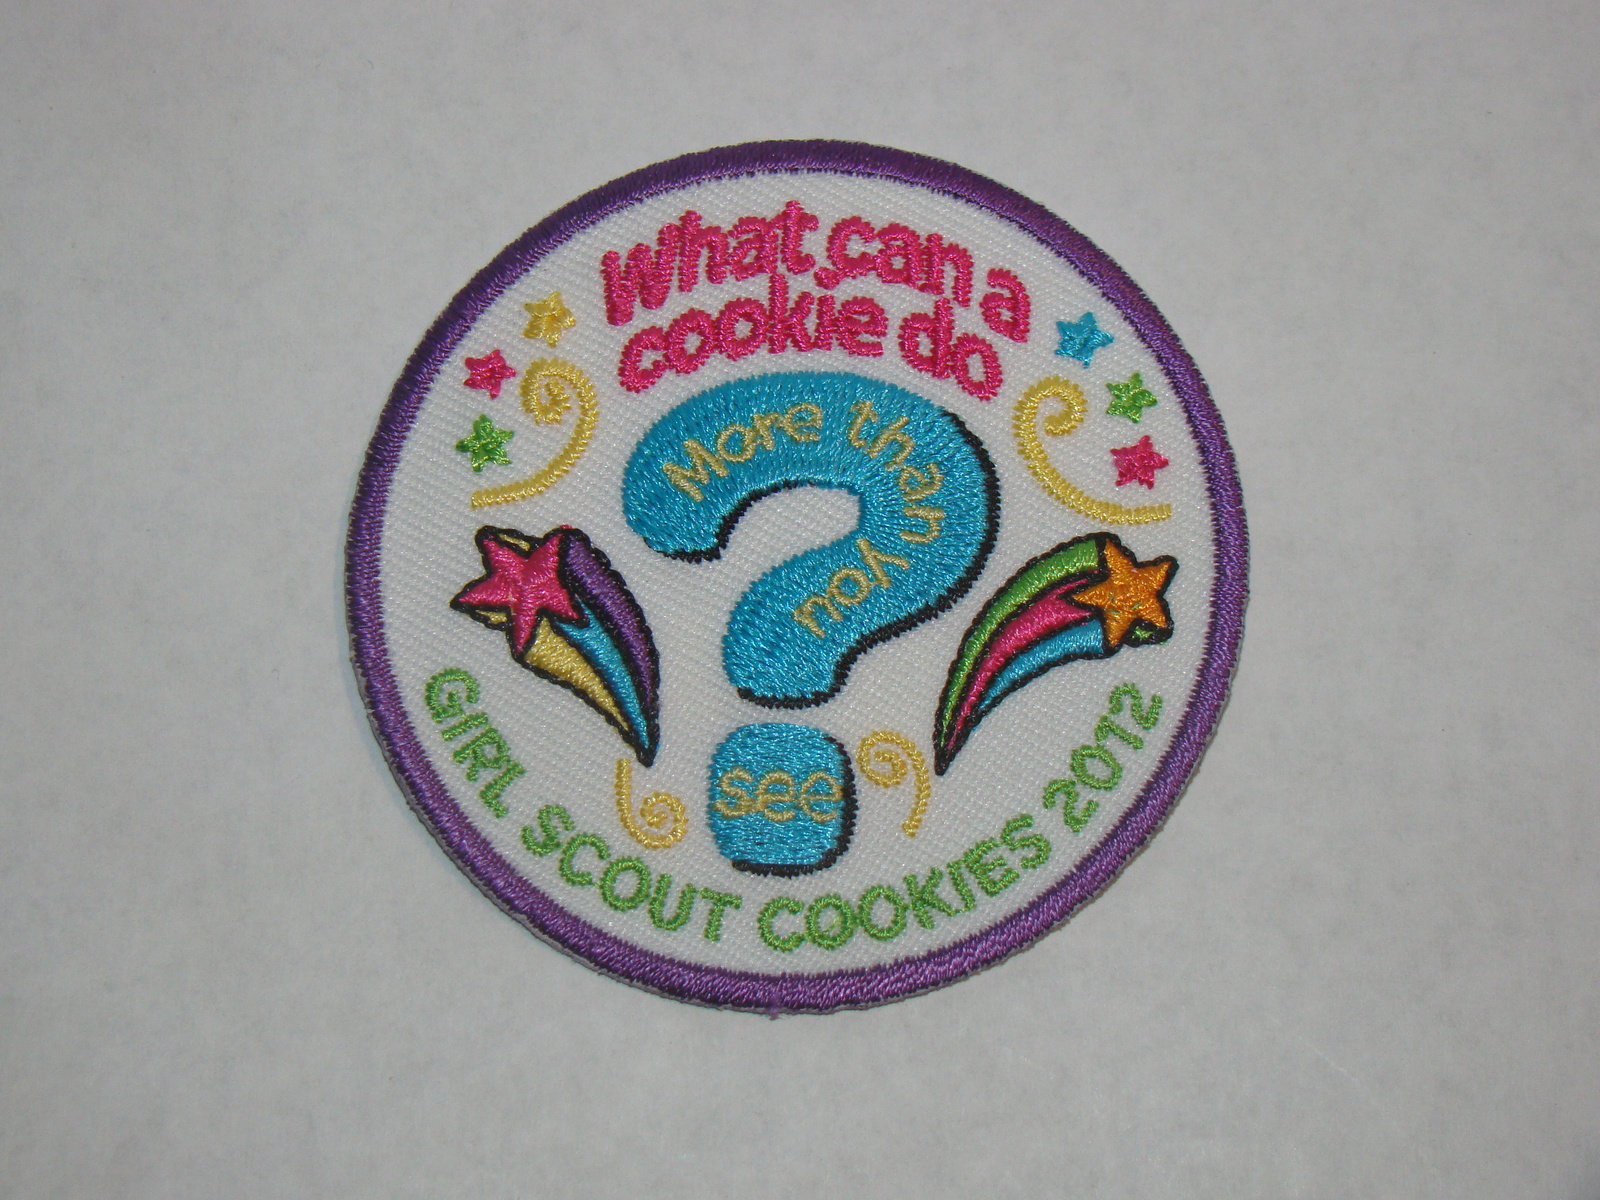 What can a
cookie do
?
More than you
see
GIRL SCOUT COOKIES 2012